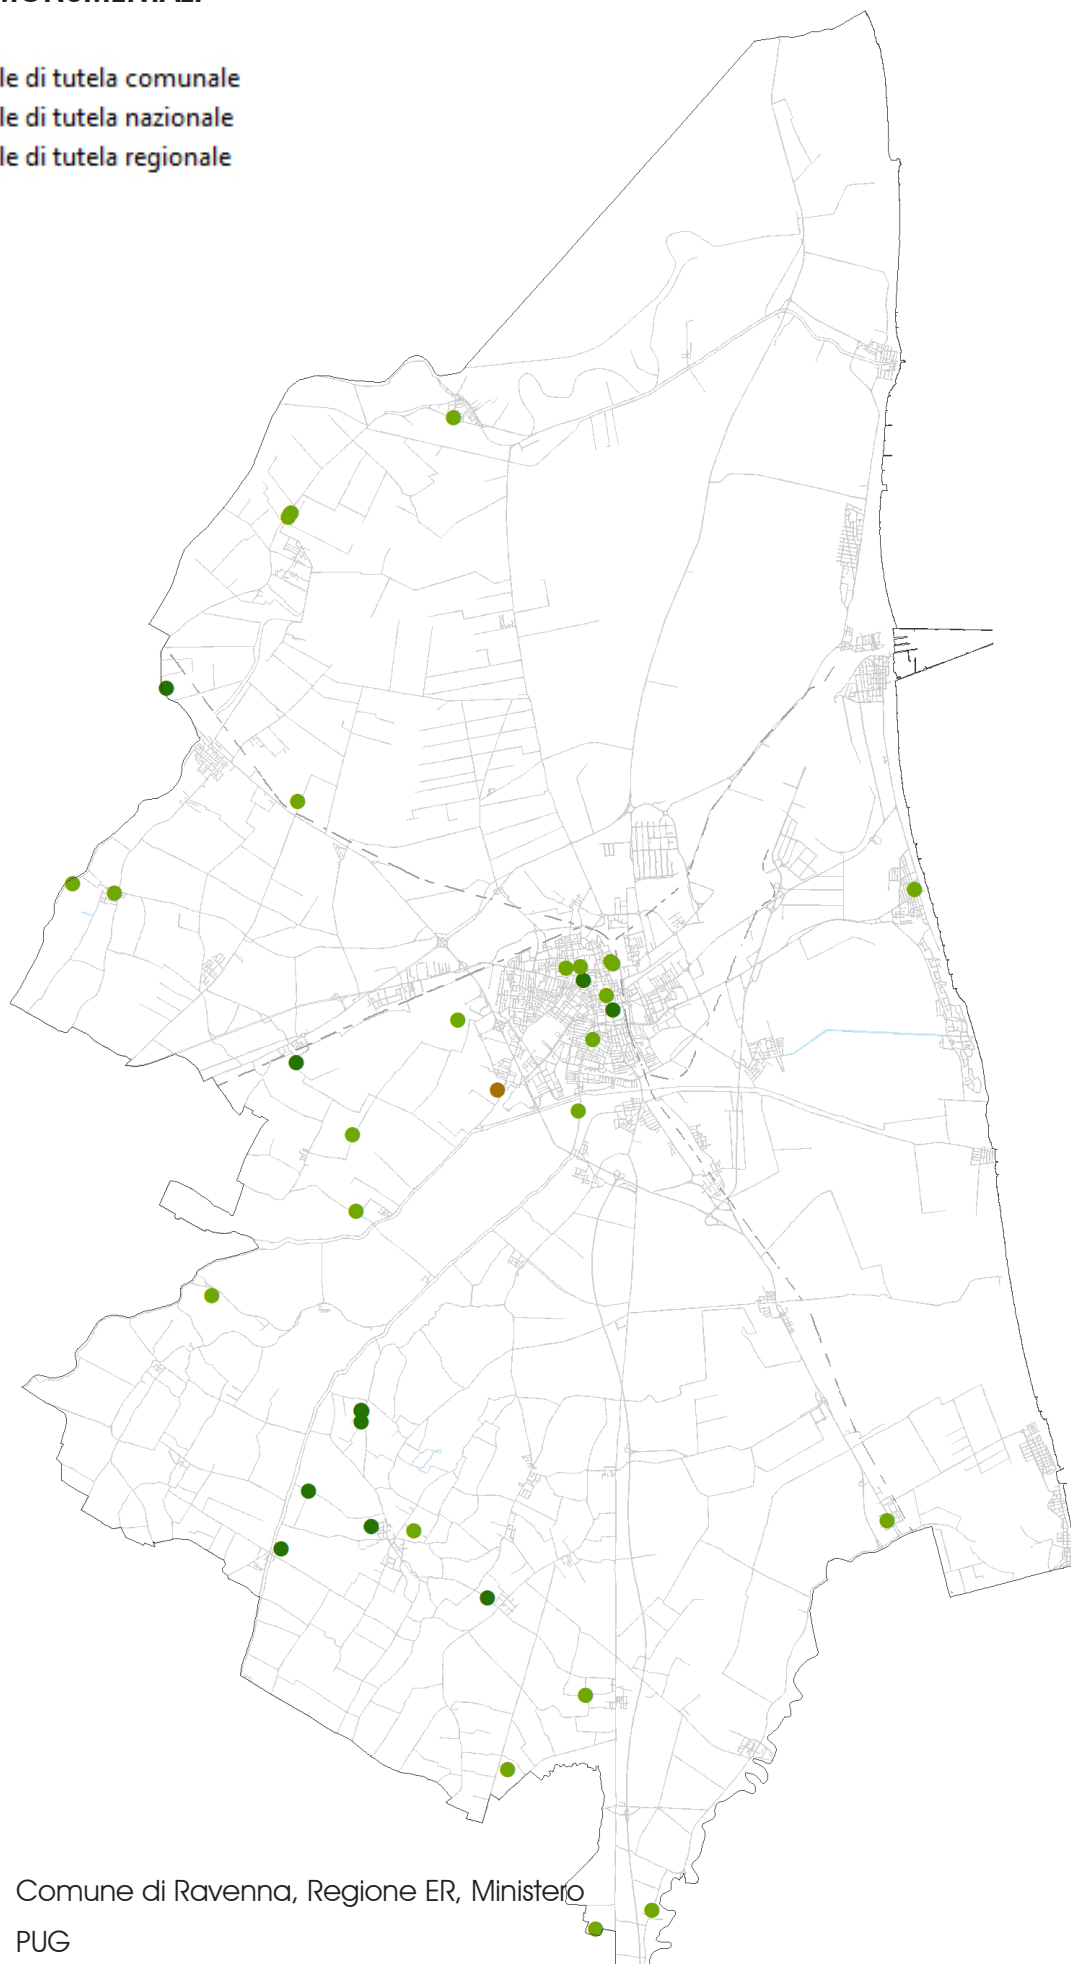 le di tutela comunale
le di tutela nazionale
le di tutela regionale
Comune di Ravenna, Regione ER, Ministero
PUG